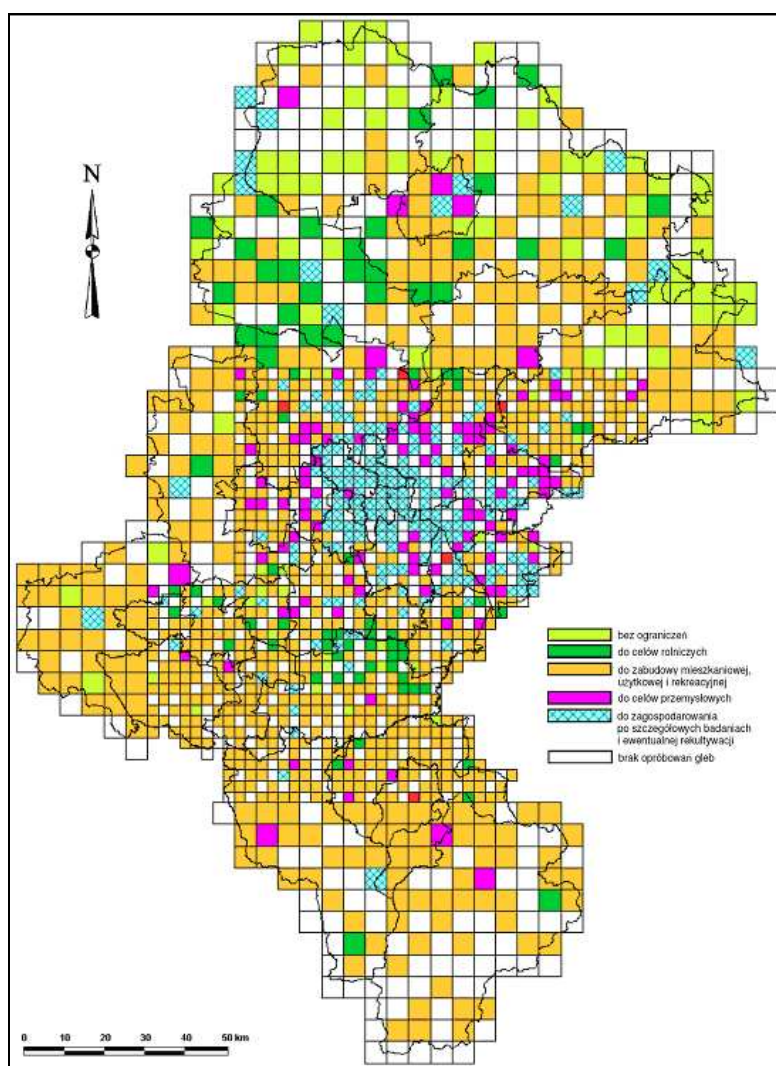 N
bez ograniczeń
do celów rolniczych
do zabudowy mieszkaniowej,
użytkowej i rekreacyjnej
do celów przemysłowych
do zagospodarowania
po szczegółowych badaniach
i ewentualnej rekultywacji
brak opróbowań gleb
0 10 20 30 40 50 km